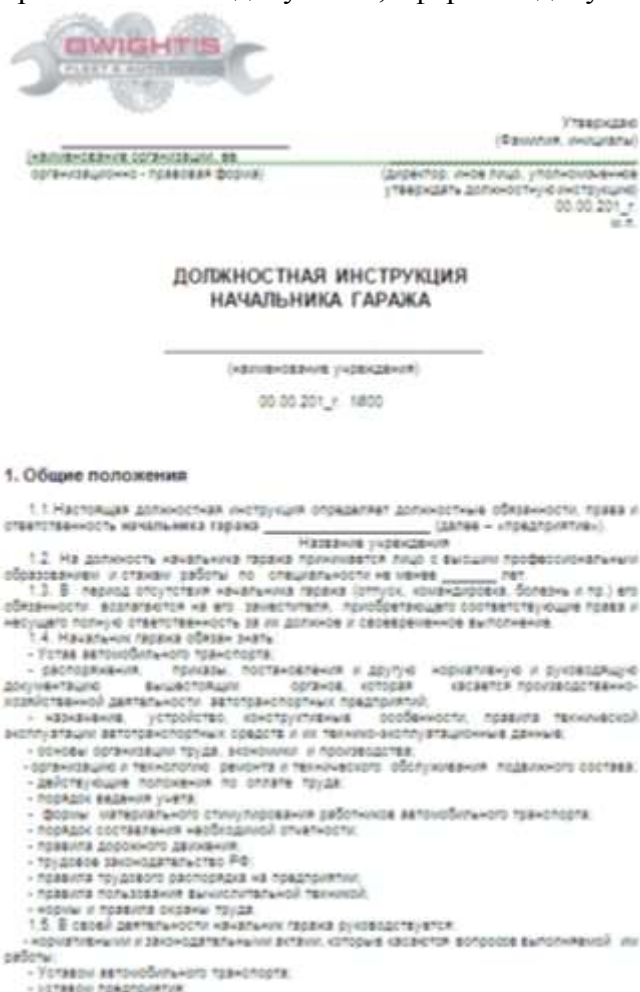 DWIGHT'S
FLEET & AUTO
Утверждаю
(Фамилия, инициалы)
(наименование организации, ее
организационно - правовая форма)
(директор; иное лицо, уполномоченное
утверждать должностную инструкцию)
00.00.201_г.
м.п.
ДОЛЖНОСТНАЯ ИНСТРУКЦИЯ
НАЧАЛЬНИКА ГАРАЖА
(наименование учреждения)
00.00.201_г. №00
1. Общие положения
1.1.Настоящая должностная инструкция определяет должностные обязанности, права и
ответственность начальника гаража ______________ (далее – «предприятие»).
Название учреждения
1.2. На должность начальника гаража принимается лицо с высшим профессиональным
образованием и стажам работы по специальности не менее _____ лет.
1.3. В период отсутствия начальника гаража (отпуск, командировка, болезнь и пр.) его
обязанности возлагаются на его заместителя, приобретающего соответствующие права и
несущего полную ответственность за их должное и своевременное выполнение.
1.4. Начальник гаража обязан знать:
- Устав автомобильного транспорта;
- распоряжения, приказы, постановления и другую нормативную и руководящую
документацию вышестоящих органов, которая касается производственно-
хозяйственной деятельности автотранспортных предприятий;
- назначение, устройство, конструктивные особенности, правила технической
эксплуатации автотранспортных средств и их технико-эксплуатационные данные;
- основы организации труда, экономики и производства;
-организацию и технологию ремонта и технического обслуживания подвижного состава;
- действующие положения по оплате труда;
- порядок ведения учета;
- формы материального стимулирования работников автомобильного транспорта;
- порядок составления необходимой отчетности;
- правила дорожного движения;
- трудовое законодательство РФ;
- правила трудового распорядка на предприятии;
- правила пользования вычислительной техникой;
- нормы и правила охраны труда.
1.5. В своей деятельности начальник гаража руководствуется:
-нормативными и законодательными актами, которые касаются вопросов выполняемой им
работы;
- Уставом автомобильного транспорта;
- уставом предприятия;